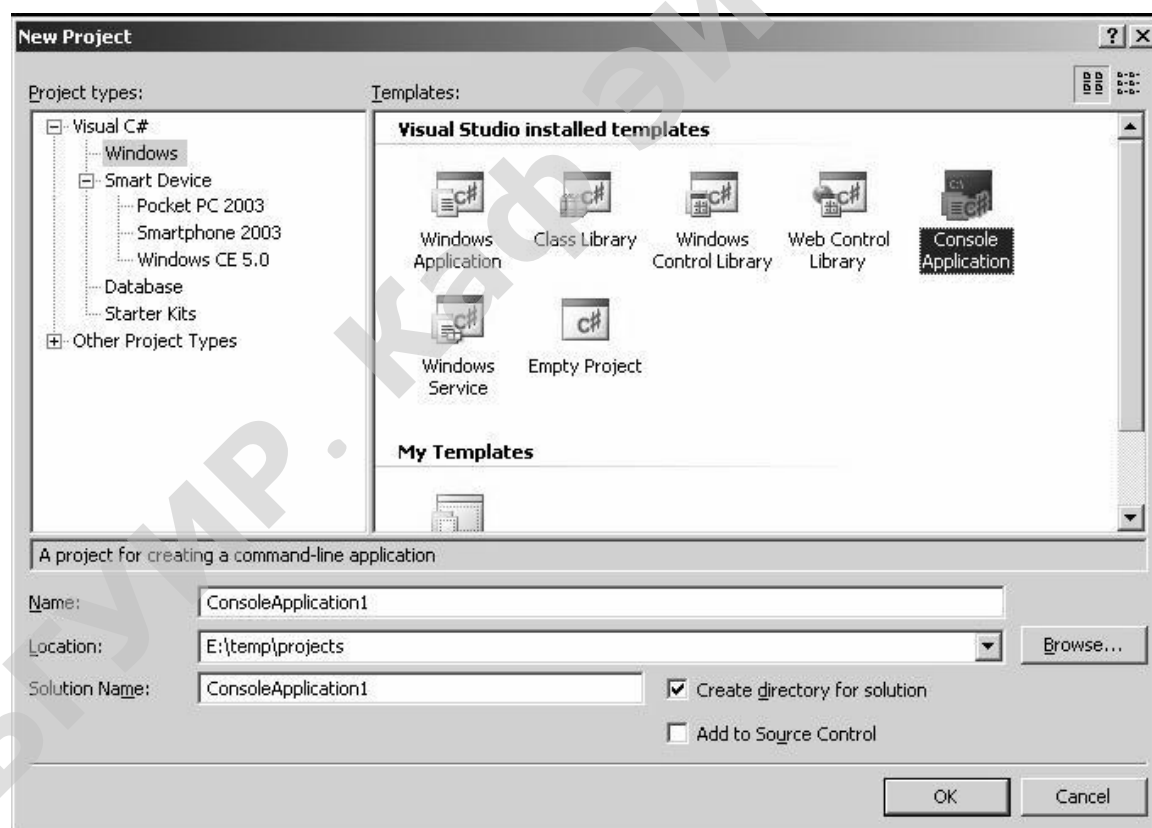 New Project
Project types:
Templates:
Visual C#
Windows
Smart Device
Pocket PC 2003
Smartphone 2003
Windows CE 5.0
Database
Starter Kits
Other Project Types
Visual Studio installed templates
Windows Application
Class Library
Windows Control Library
Web Control Library
Console Application
Windows Service
Empty Project
My Templates
A project for creating a command-line application
Name:
ConsoleApplication1
Location:
E:\temp\projects
Browse...
Solution Name:
ConsoleApplication1
Create directory for solution
Add to Source Control
OK
Cancel
БГУИР. Каф ЭИ